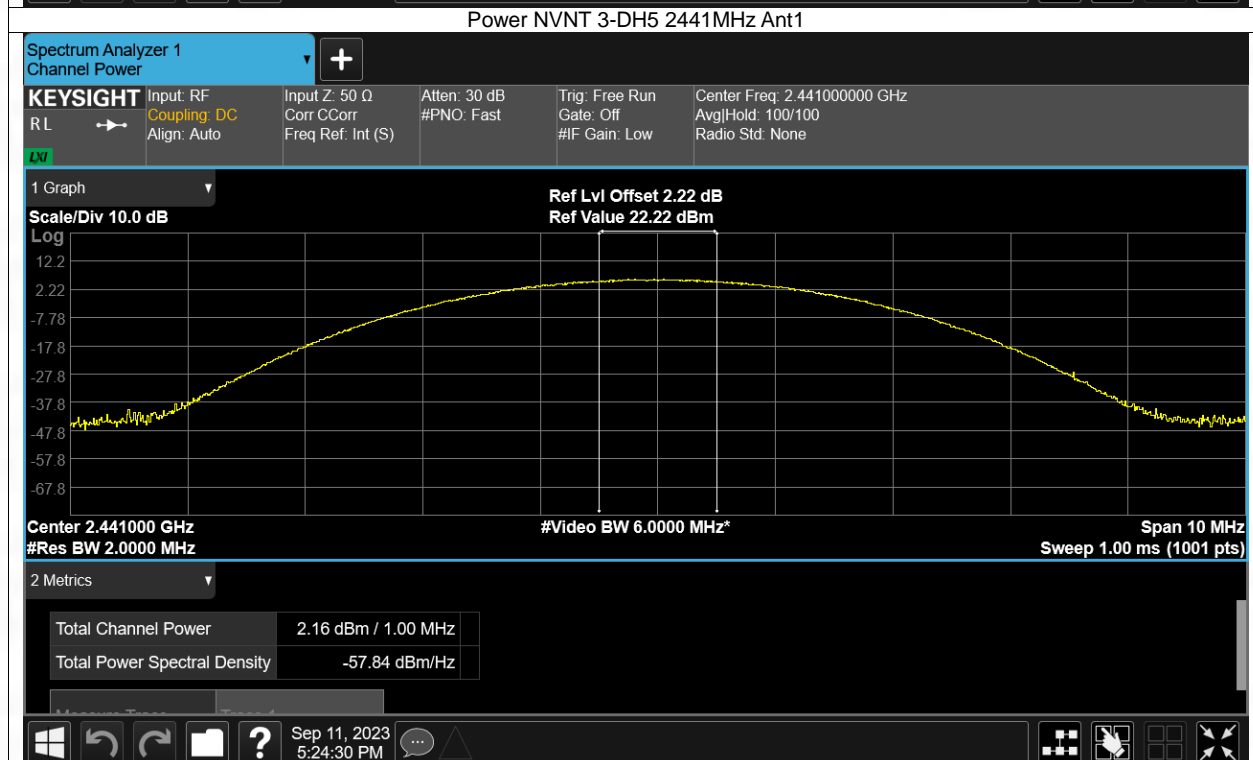 Power NVNT 3-DH5 2441MHz Ant1
Spectrum Analyzer 1
Channel Power
KEYSIGHT
R L
LXI
Input: RF
Coupling: DC
Align: Auto
Input Z: 50 Ω
Corr CCorr
Freq Ref: Int (S)
Atten: 30 dB
#PNO: Fast
Trig: Free Run
Gate: Off
#IF Gain: Low
Center Freq: 2.441000000 GHz
Avg|Hold: 100/100
Radio Std: None
1 Graph
Scale/Div 10.0 dB
Ref Lvl Offset 2.22 dB
Ref Value 22.22 dBm
Log
12.2
2.22
-7.78
-17.8
-27.8
-37.8
-47.8
-57.8
-67.8
Center 2.441000 GHz
#Video BW 6.0000 MHz*
Span 10 MHz
#Res BW 2.0000 MHz
Sweep 1.00 ms (1001 pts)
2 Metrics
Total Channel Power 2.16 dBm / 1.00 MHz
Total Power Spectral Density -57.84 dBm/Hz
Sep 11, 2023
5:24:30 PM